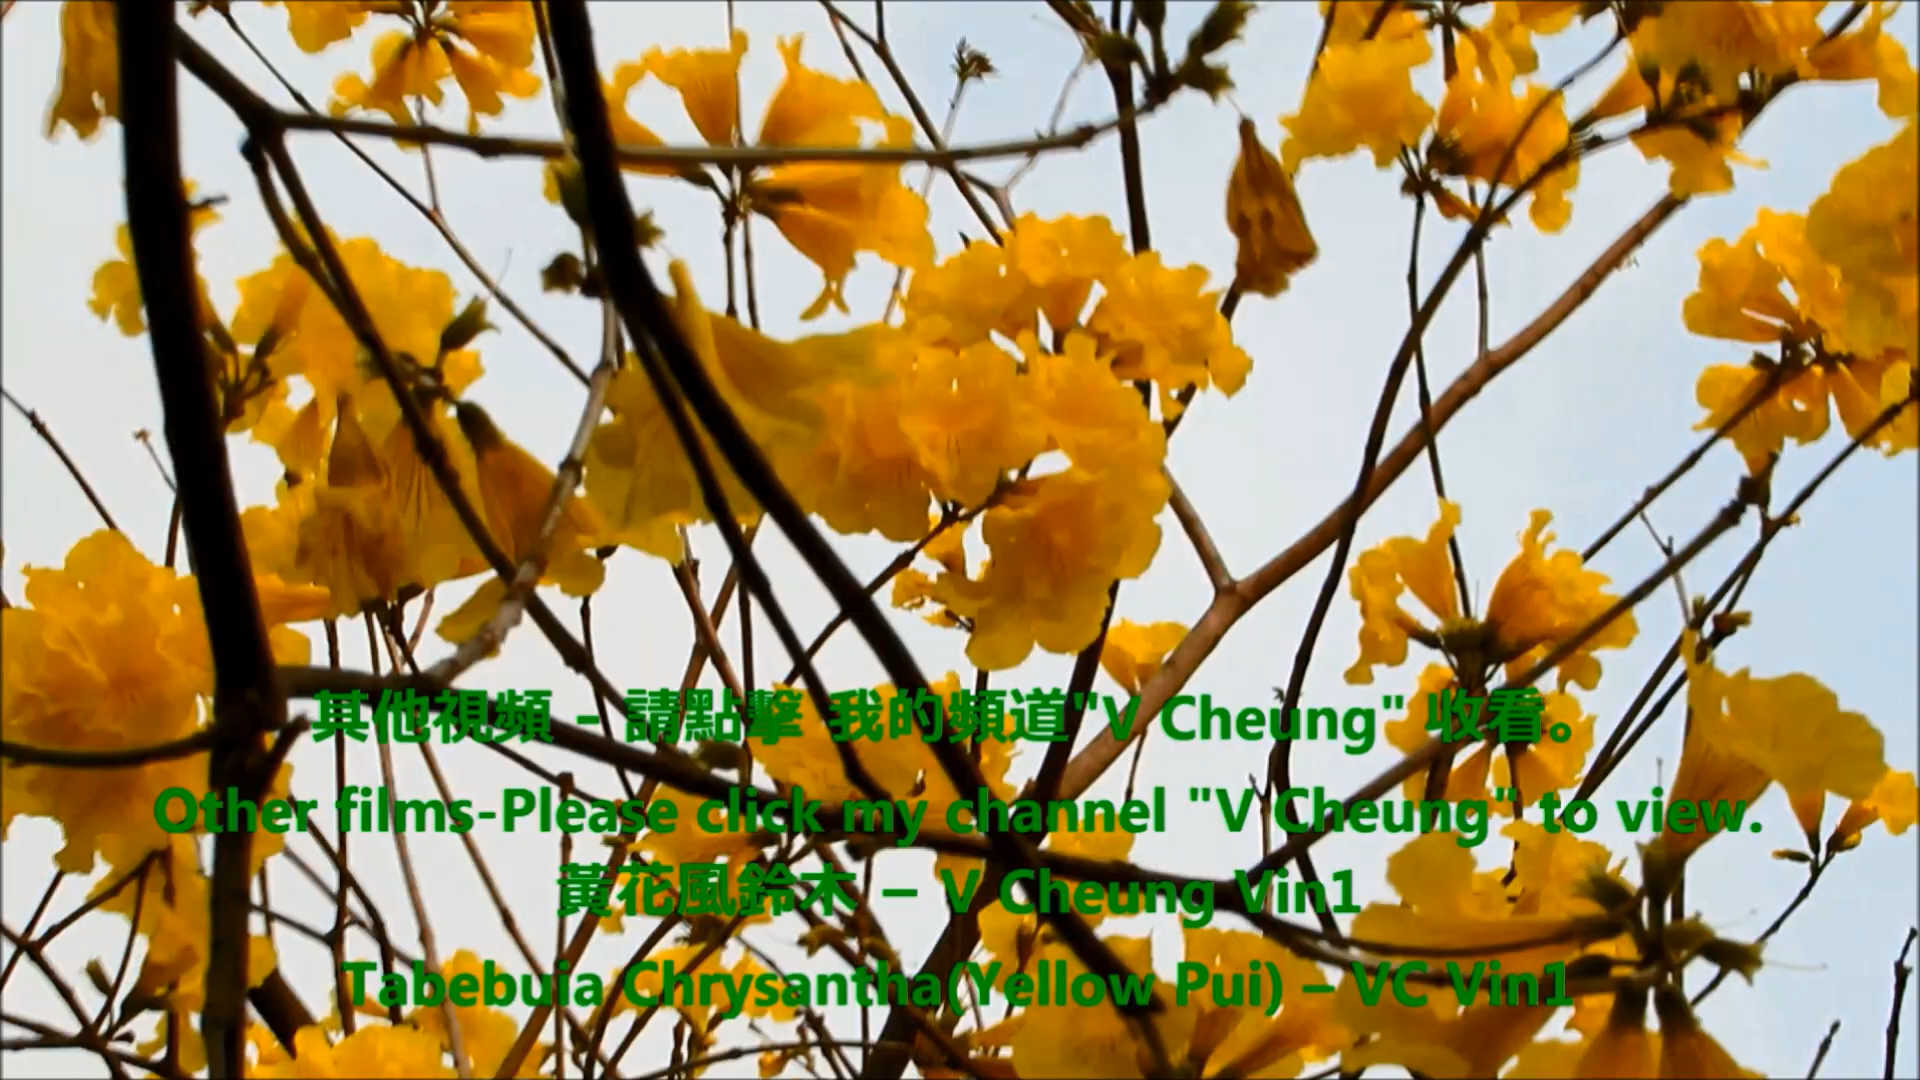 其他視頻 - 請點擊 我的頻道"V Cheung" 收看。
Other films-Please click my channel "V Cheung" to view.
黃花風鈴木 – V Cheung Vin1
Tabebuia Chrysantha(Yellow Pui) – VC Vin1